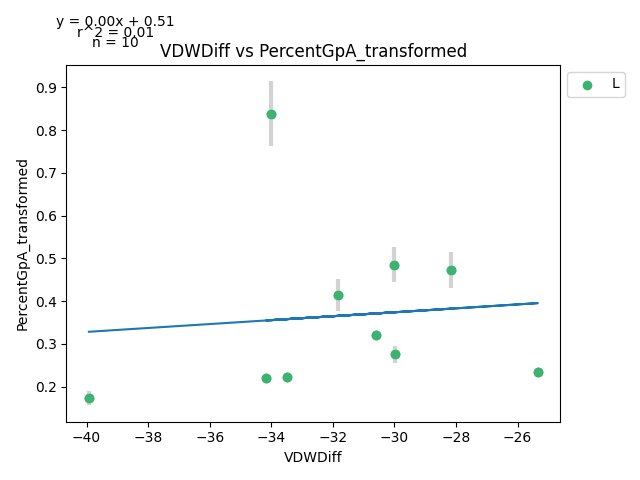 y = 0.00x + 0.51
r^2 = 0.01
n = 10
VDWDiff vs PercentGpA_transformed
L
PercentGpA_transformed
0.9
0.8
0.7
0.6
0.5
0.4
0.3
0.2
−40 −38 −36 −34 −32 −30 −28 −26
VDWDiff